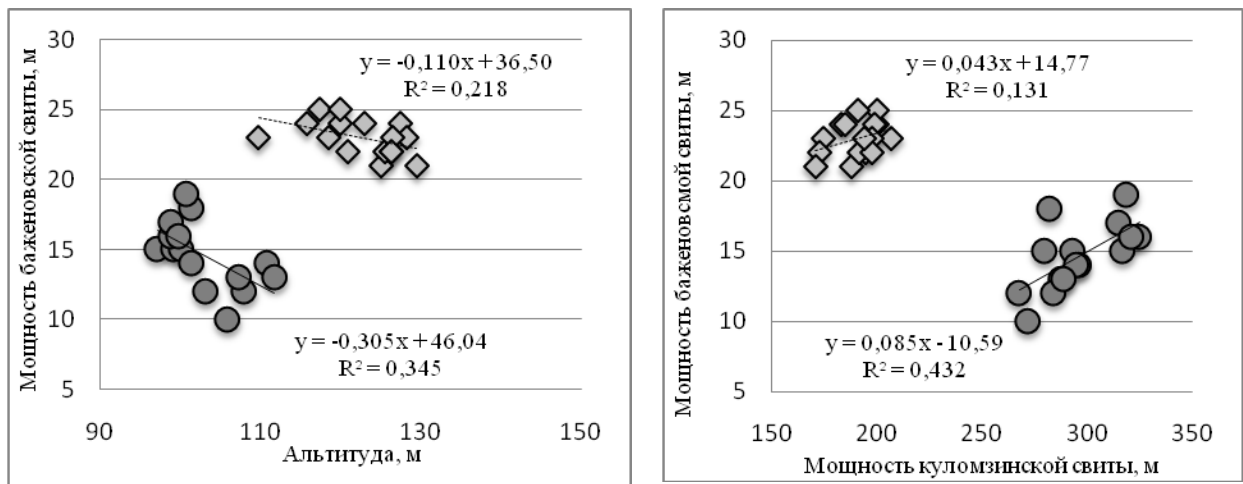 30
25
20
15
10
5
Мощность баженовской свиты, м
y = -0,110x + 36,50
R² = 0,218
y = -0,305x + 46,04
R² = 0,345
90 110 130 150
Альтитуда, м
30
25
20
15
10
5
Мощность баженовсмой свиты, м
y = 0,043x + 14,77
R² = 0,131
y = 0,085x - 10,59
R² = 0,432
150 200 250 300 350
Мощность куломзинской свиты, м